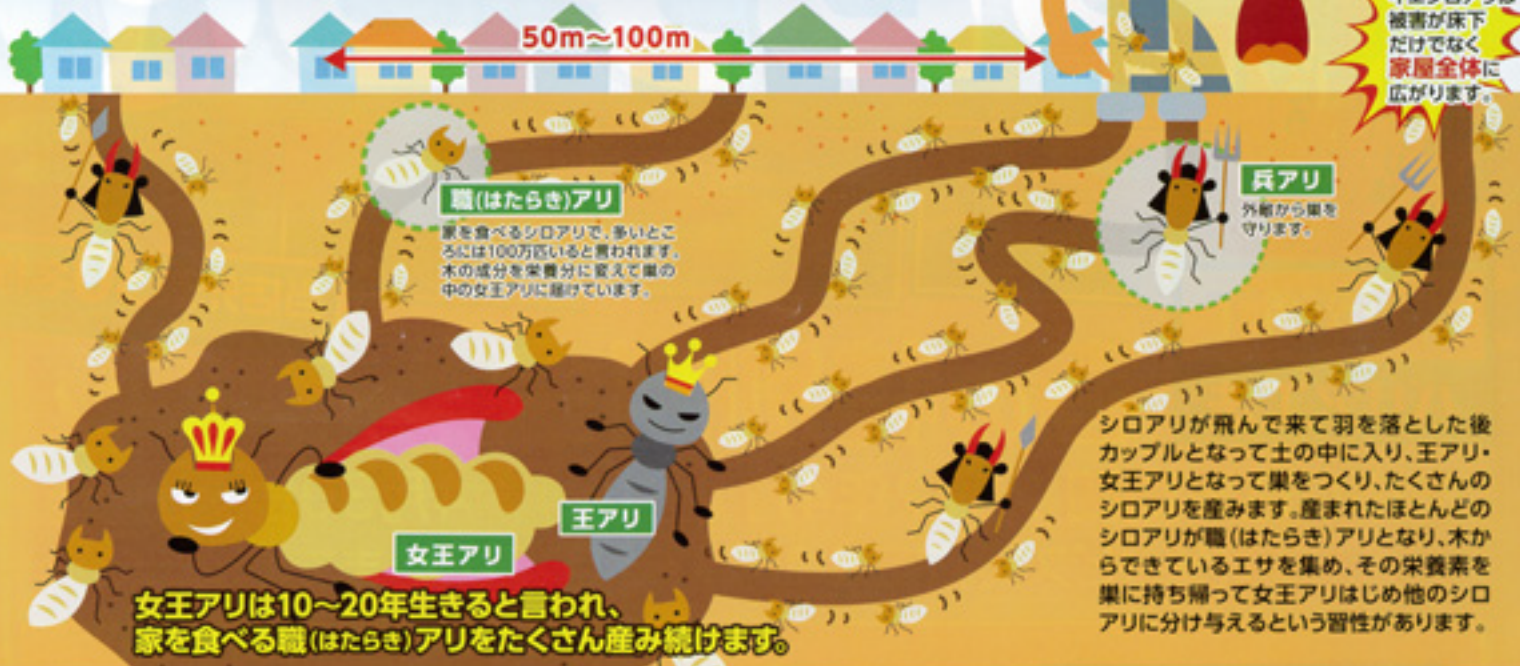 50m～100m
被害が床下
だけでなく
家屋全体に
広がります。
職(はたらき)アリ
家を食べるシロアリで、多いとこ
ろには100万匹いると言われます。
木の成分を栄養分に変えて巣の
中の女王アリに届けています。
兵アリ
外敵から巣を
守ります。
王アリ
女王アリ
女王アリは10～20年生きると言われ、
家を食べる職(はたらき)アリをたくさん産み続けます。
シロアリが飛んで来て羽を落とした後
カップルとなって土の中に入り、王アリ・
女王アリとなって巣をつくり、たくさんの
シロアリを産みます。産まれたほとんどの
シロアリが職(はたらき)アリとなり、木か
らできているエサを集め、その栄養素を
巣に持ち帰って女王アリはじめ他のシロ
アリに分け与えるという習性があります。